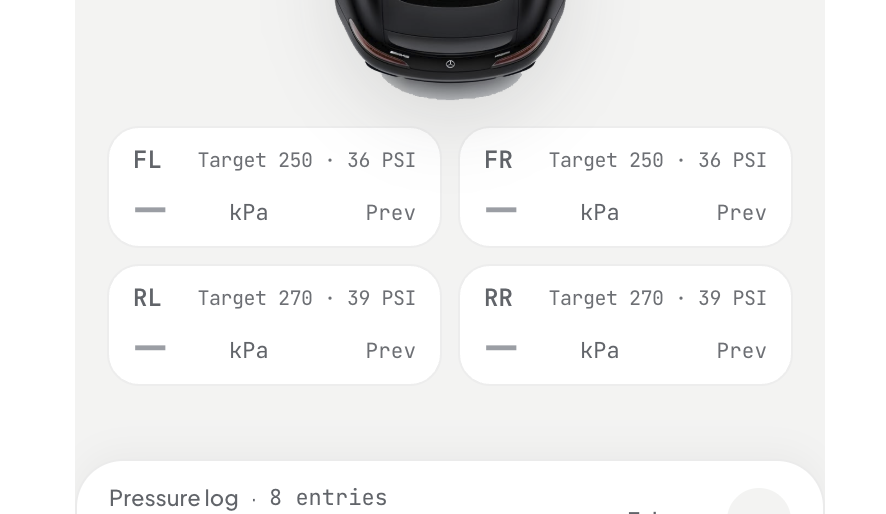 FL Target 250 · 36 PSI
— kPa Prev
FR Target 250 · 36 PSI
— kPa Prev
RL Target 270 · 39 PSI
— kPa Prev
RR Target 270 · 39 PSI
— kPa Prev
Pressure log · 8 entries